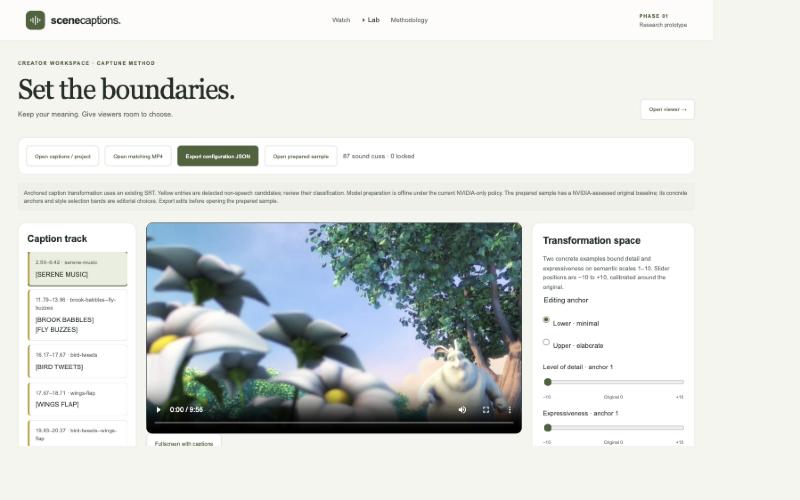 scenecaptions.
Watch
Lab
Methodology
PHASE 01
Research prototype
CREATOR WORKSPACE · CAPTUNE METHOD
Set the boundaries.
Keep your meaning. Give viewers room to choose.
Open viewer →
Open captions / project
Open matching MP4
Export configuration JSON
Open prepared sample
87 sound cues · 0 locked
Anchored caption transformation uses an existing SRT. Yellow entries are detected non-speech candidates; review their classification. Model preparation is offline under the current NVIDIA-only policy. The prepared sample has a NVIDIA-assessed original baseline; its concrete
anchors and style selection bands are editorial choices. Export edits before opening the prepared sample.
Caption track
2.55–6.42 · serene-music
[SERENE MUSIC]
11.79–13.96 · brook-babbles–fly-
buzzes
[BROOK BABBLES]
[FLY BUZZES]
16.17–17.67 · bird-tweets
[BIRD TWEETS]
17.67–18.71 · wings-flap
[WINGS FLAP]
19.65–20.37 · bird-tweets–wings-
flap
0:00 / 9:56
Fullscreen with captions
Transformation space
Two concrete examples bound detail and
expressiveness on semantic scales 1–10. Slider
positions are −10 to +10, calibrated around the
original.
Editing anchor
Lower · minimal
Upper · elaborate
Level of detail · anchor 1
−10
Original 0
+10
Expressiveness · anchor 1
−10
Original 0
+10